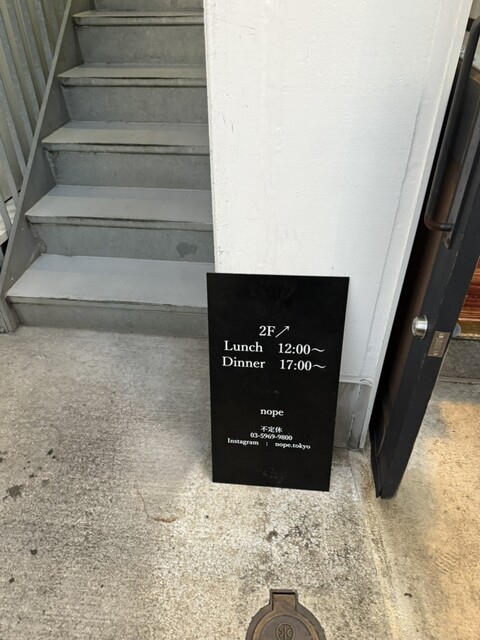 2F↗
Lunch 12:00～
Dinner 17:00～
nope
不定休
03-5969-9800
Instagram : nope.tokyo